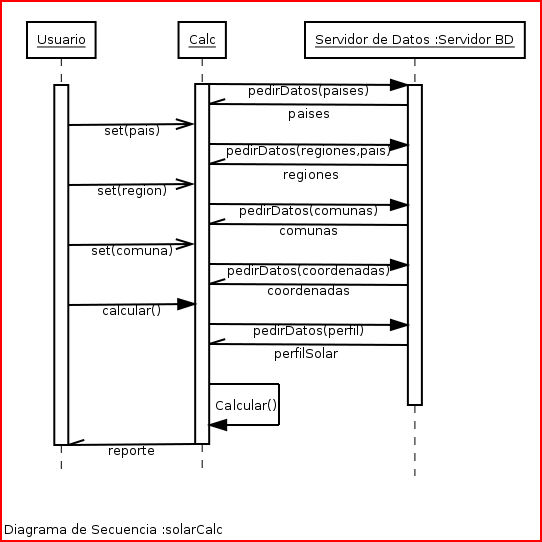 Usuario
Calc
Servidor de Datos :Servidor BD
pedirDatos(paises)
paises
set(pais)
pedirDatos(regiones,pais)
regiones
set(region)
pedirDatos(comunas)
comunas
set(comuna)
pedirDatos(coordenadas)
coordenadas
calcular()
pedirDatos(perfil)
perfilSolar
Calcular()
reporte
Diagrama de Secuencia :solarCalc